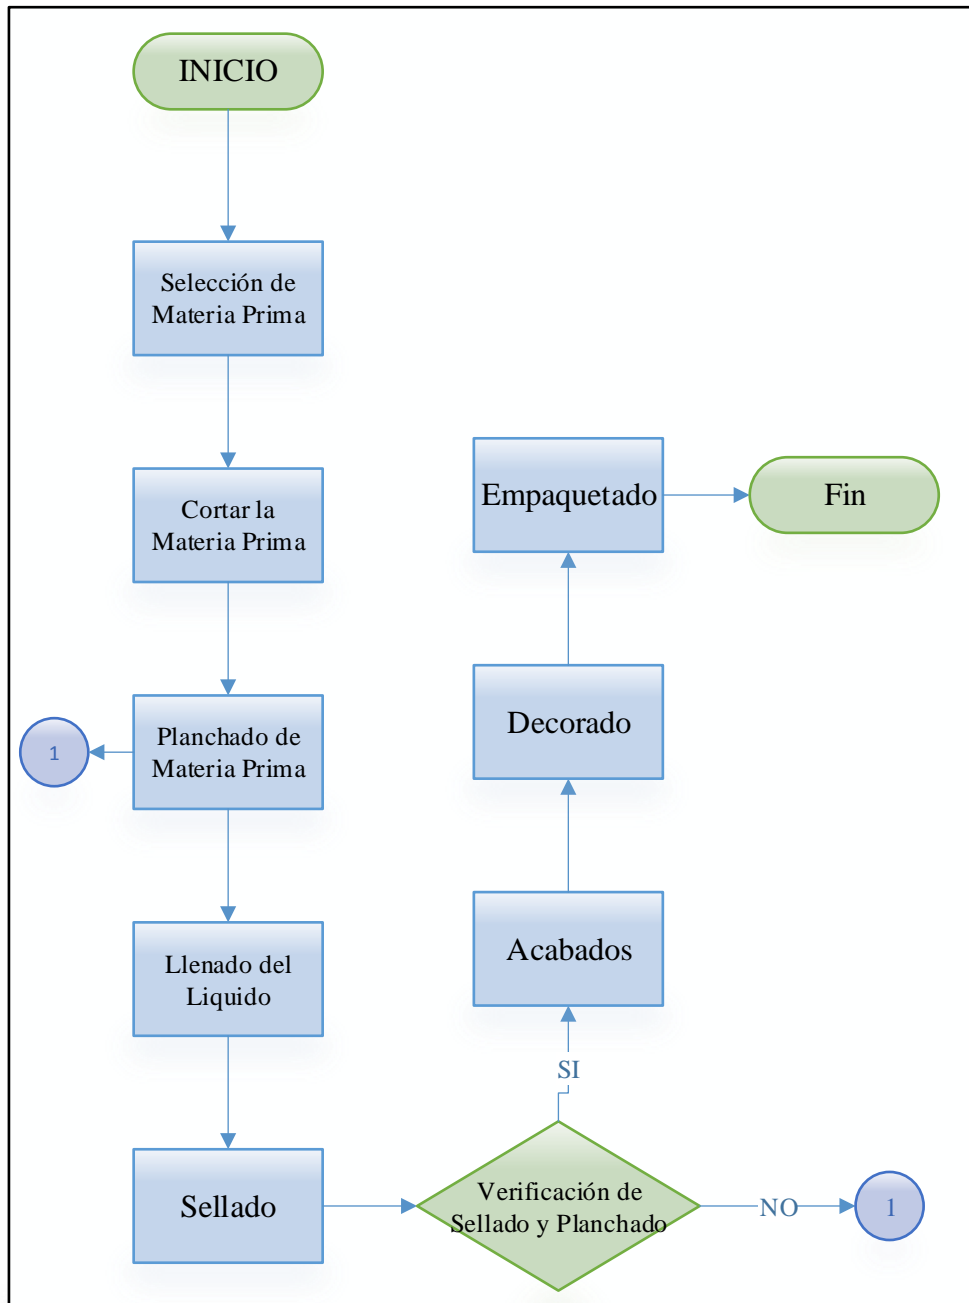 INICIO
Selección de
Materia Prima
Cortar la
Materia Prima
Planchado de
Materia Prima
1
Llenado del
Liquido
Sellado
Verificación de
Sellado y Planchado
NO
1
SI
Acabados
Decorado
Empaquetado
Fin